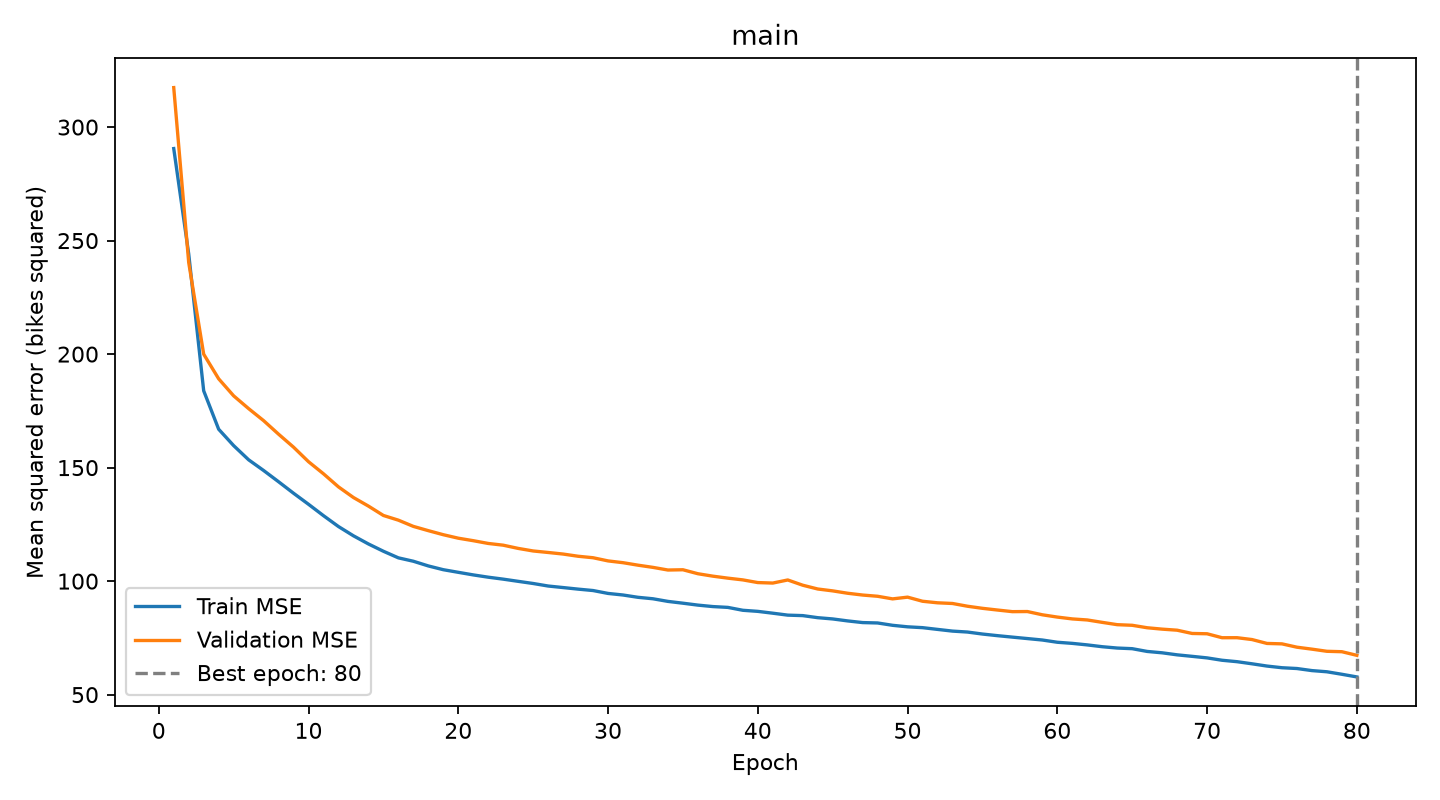 main
Mean squared error (bikes squared)
300
250
200
150
100
50
Train MSE
Validation MSE
Best epoch: 80
0 10 20 30 40 50 60 70 80
Epoch